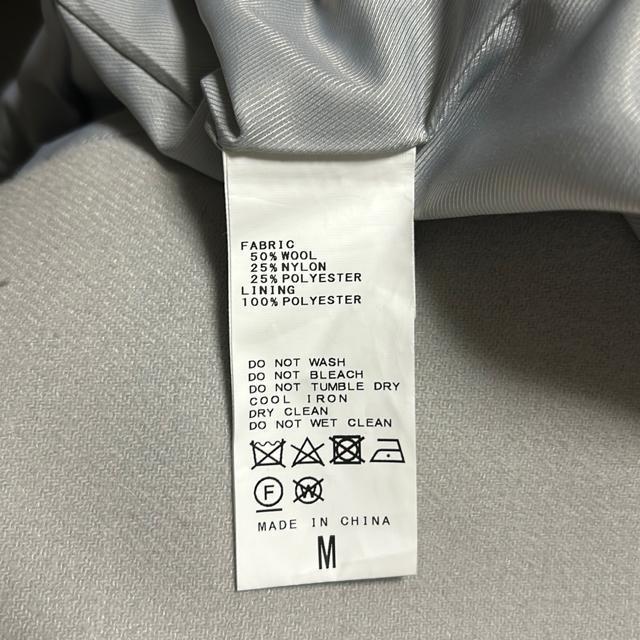 FABRIC
50% WOOL
25% NYLON
25% POLYESTER
LINING
100% POLYESTER
DO NOT WASH
DO NOT BLEACH
DO NOT TUMBLE DRY
COOL IRON
DRY CLEAN
DO NOT WET CLEAN
F W
MADE IN CHINA
M